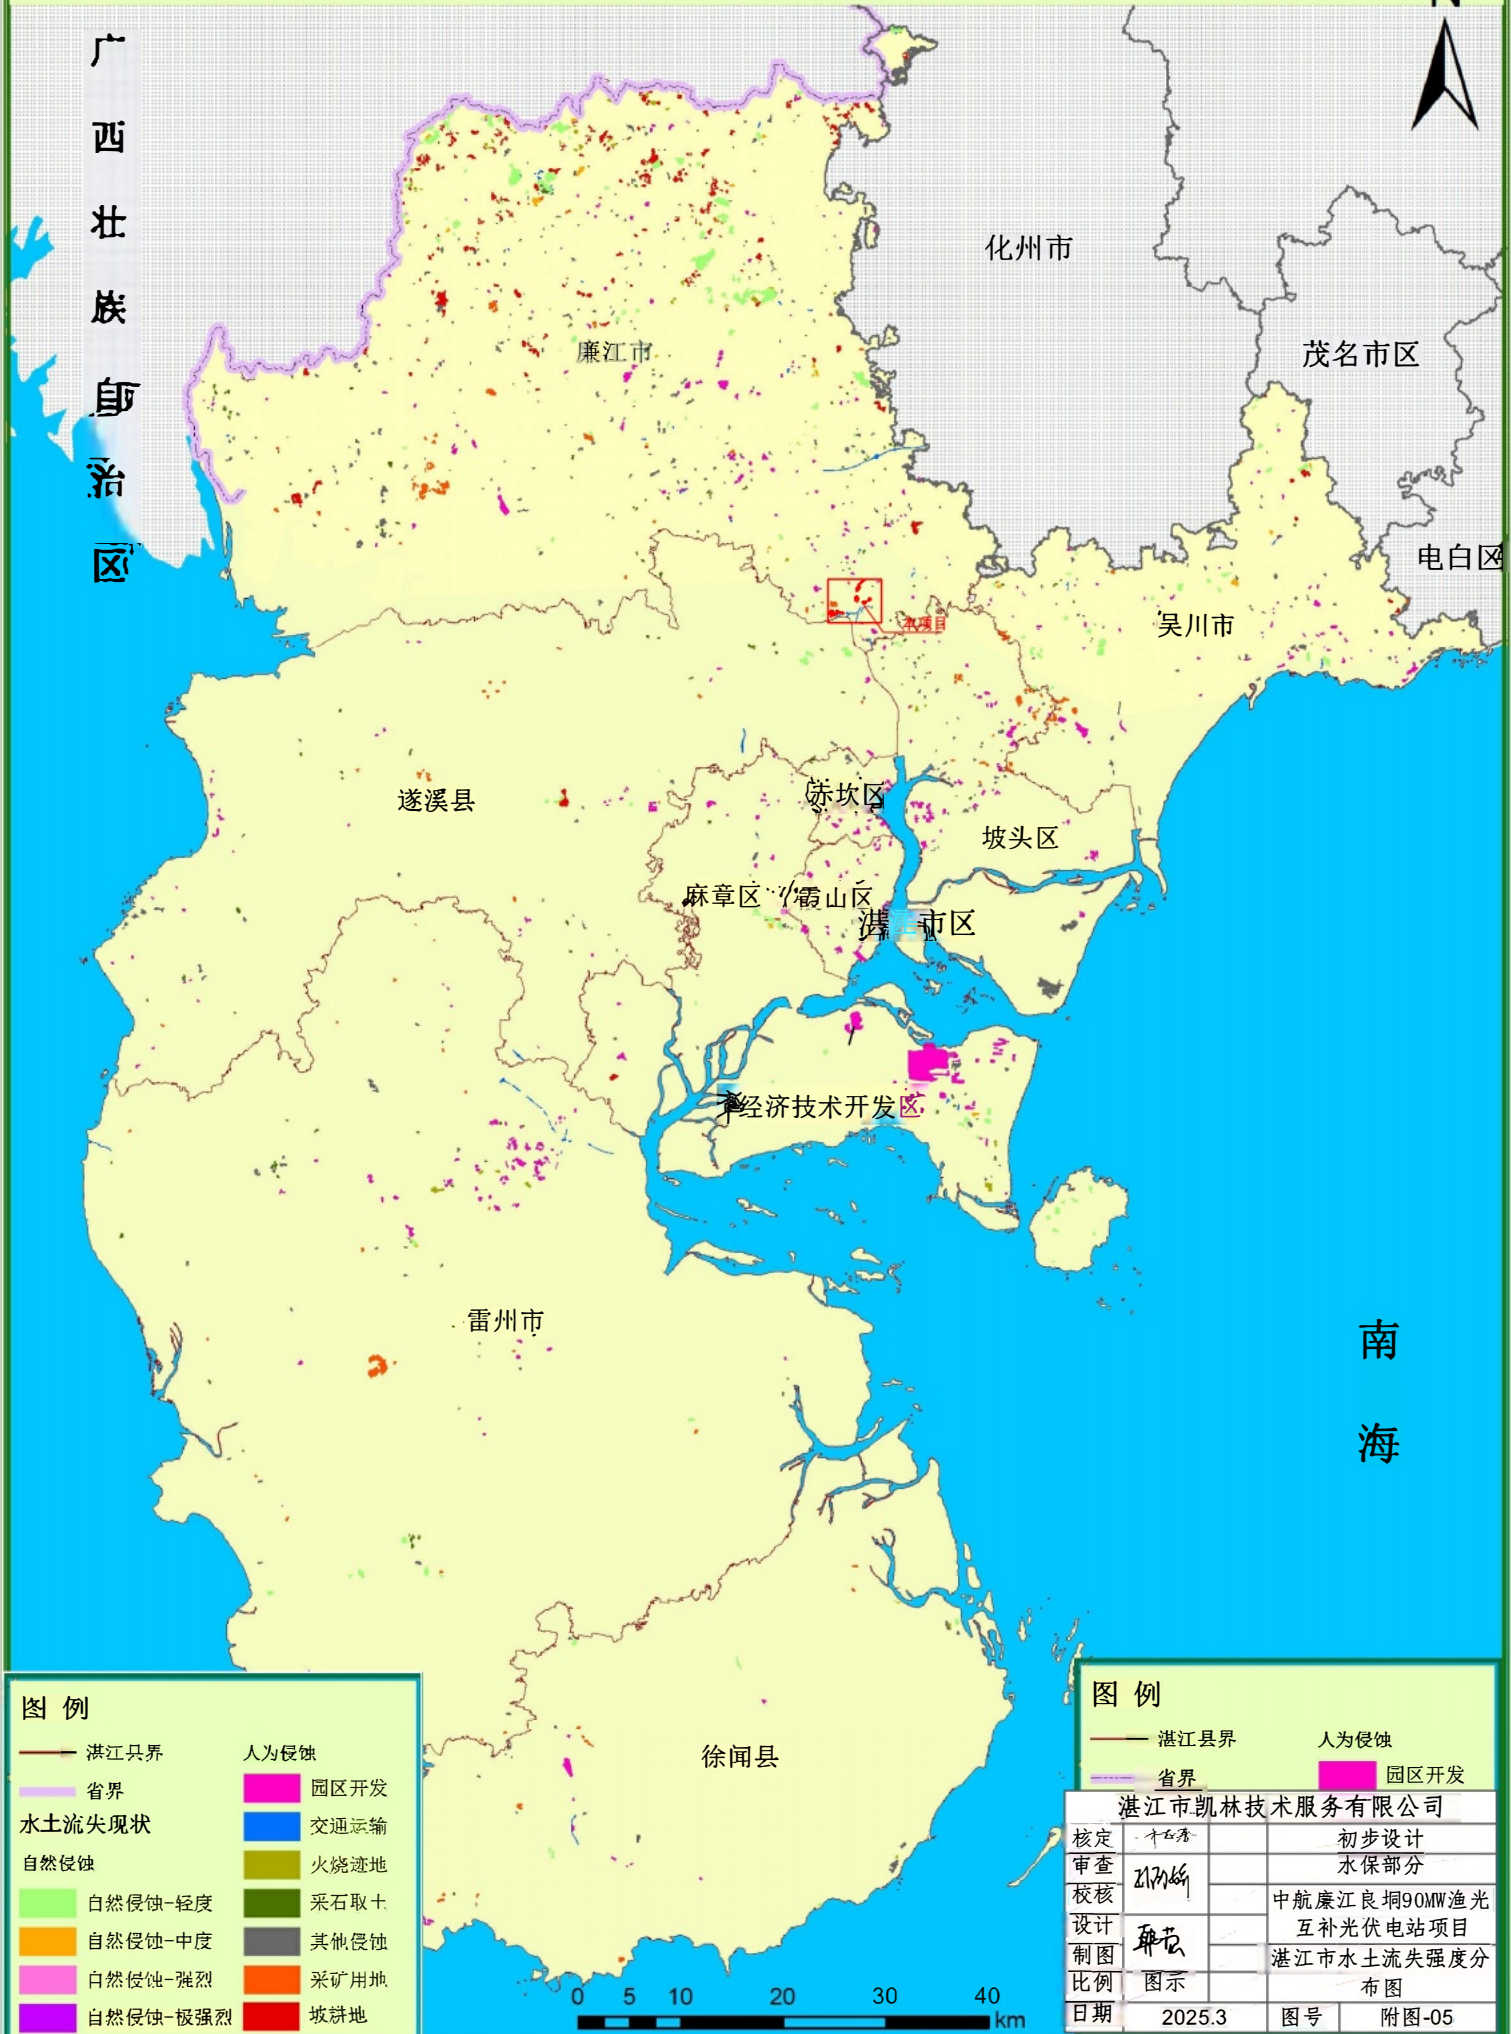 N
广西壮族自治区
化州市
茂名市区
廉江市
电白区
吴川市
本项目
遂溪县
赤坎区
坡头区
麻章区
霞山区
湛江市区
经济技术开发区
雷州市
南海
徐闻县
图 例
湛江县界
人为侵蚀
省界
园区开发
水土流失现状
交通运输
自然侵蚀
火烧迹地
自然侵蚀-轻度
采石取土
自然侵蚀-中度
其他侵蚀
自然侵蚀-强烈
采矿用地
自然侵蚀-极强烈
坡耕地
0 5 10 20 30 40
km
图 例
湛江县界
人为侵蚀
省界
园区开发
湛江市凯林技术服务有限公司
核定
初步设计
审查
水保部分
校核
中航廉江良垌90MW渔光
设计
互补光伏电站项目
制图
湛江市水土流失强度分
比例
图示
布图
日期
2025.3
图号
附图-05